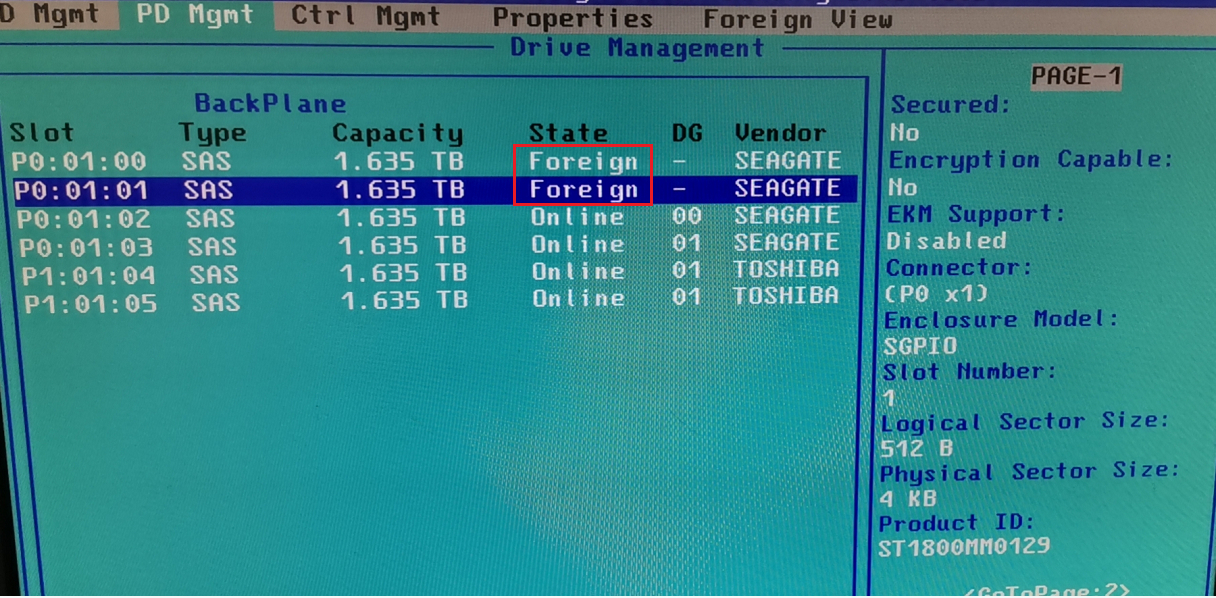 D Mgmt PD Mgmt Ctrl Mgmt Properties Foreign View
Drive Management
BackPlane
Slot Type Capacity State DG Vendor
P0:01:00 SAS 1.635 TB Foreign - SEAGATE
P0:01:01 SAS 1.635 TB Foreign - SEAGATE
P0:01:02 SAS 1.635 TB Online 00 SEAGATE
P0:01:03 SAS 1.635 TB Online 01 SEAGATE
P1:01:04 SAS 1.635 TB Online 01 TOSHIBA
P1:01:05 SAS 1.635 TB Online 01 TOSHIBA
PAGE-1
Secured:
No
Encryption Capable:
No
EKM Support:
Disabled
Connector:
(P0 x1)
Enclosure Model:
SGPIO
Slot Number:
1
Logical Sector Size:
512 B
Physical Sector Size:
4 KB
Product ID:
ST1800MM0129
<GoToPage:2>